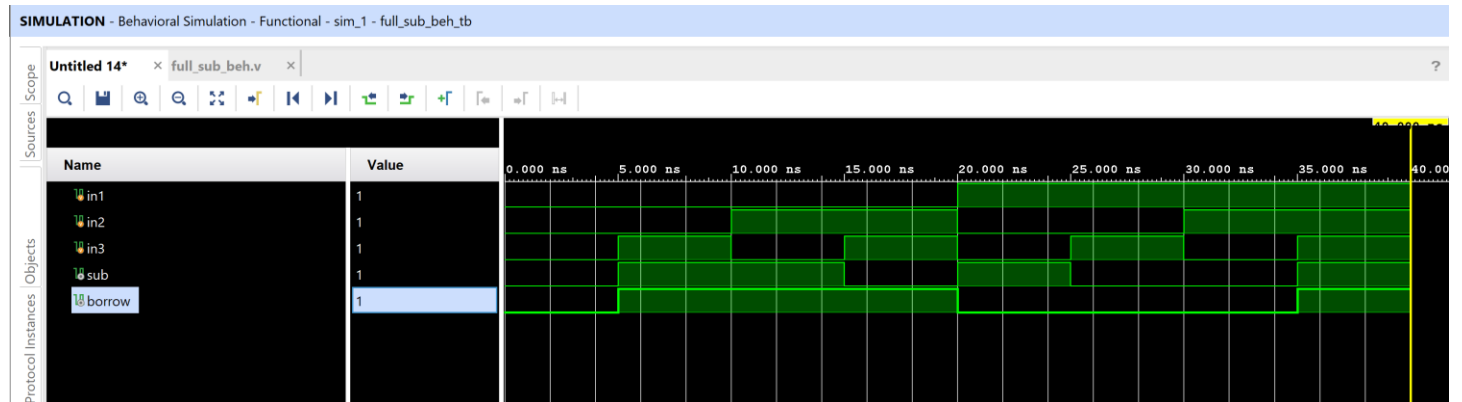 SIMULATION - Behavioral Simulation - Functional - sim_1 - full_sub_beh_tb
Untitled 14* × full_sub_beh.v × ?
Scope
Sources
Objects
Protocol Instances
Name Value
0.000 ns 5.000 ns 10.000 ns 15.000 ns 20.000 ns 25.000 ns 30.000 ns 35.000 ns 40.00
in1 1
in2 1
in3 1
sub 1
borrow 1